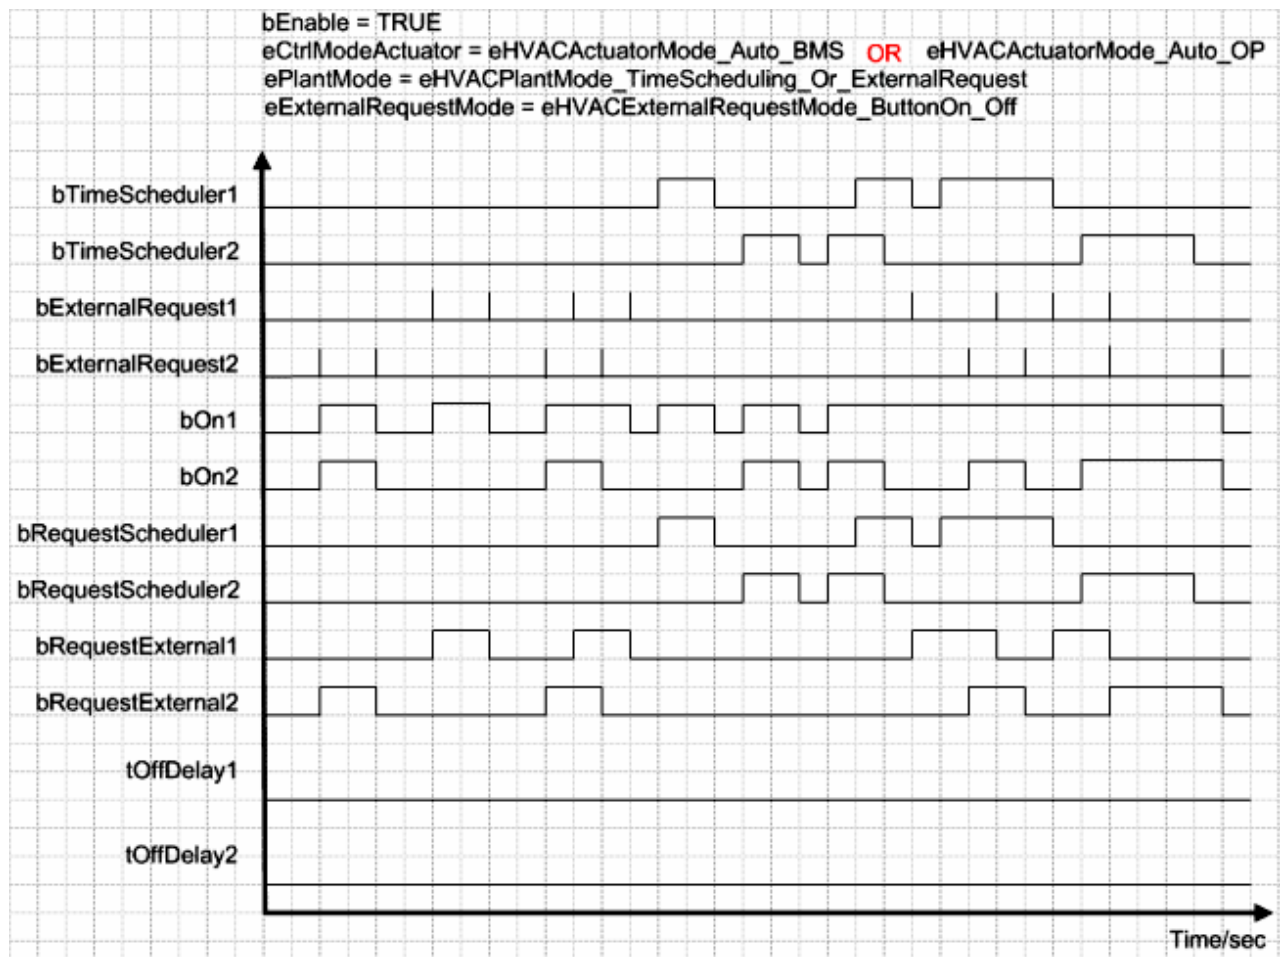 bEnable = TRUE
eCtrlModeActuator = eHVACActuatorMode_Auto_BMS OR eHVACActuatorMode_Auto_OP
ePlantMode = eHVACPlantMode_TimeScheduling_Or_ExternalRequest
eExternalRequestMode = eHVACExternalRequestMode_ButtonOn_Off
bTimeScheduler1
bTimeScheduler2
bExternalRequest1
bExternalRequest2
bOn1
bOn2
bRequestScheduler1
bRequestScheduler2
bRequestExternal1
bRequestExternal2
tOffDelay1
tOffDelay2
Time/sec